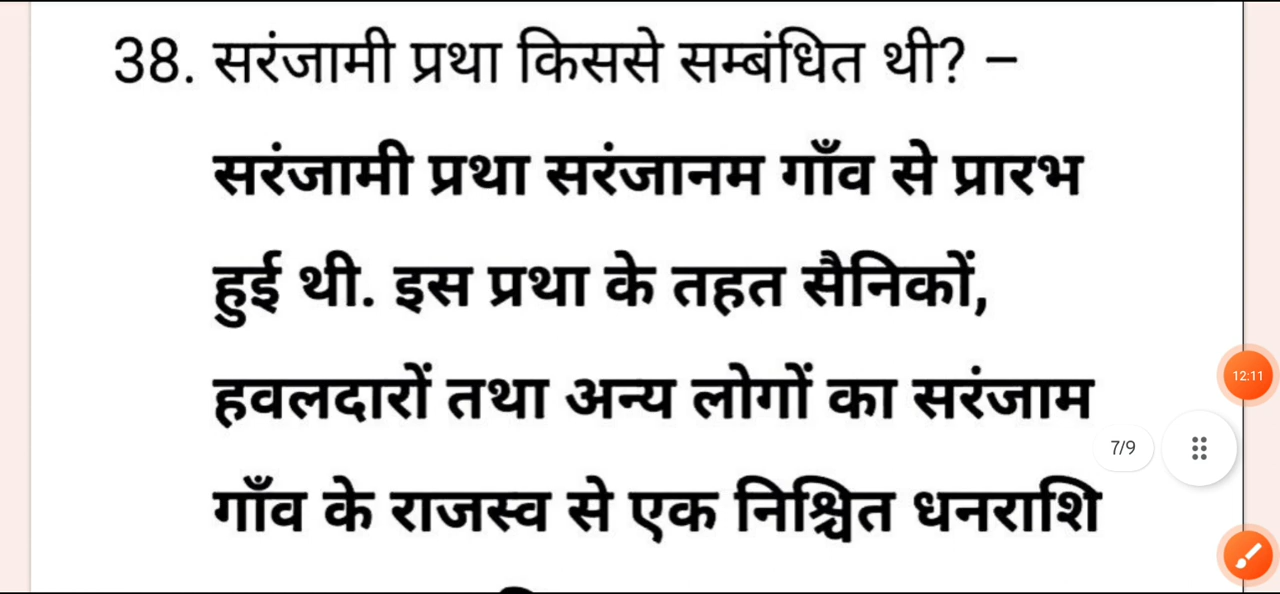 38. सरंजामी प्रथा किससे सम्बंधित थी? –
सरंजामी प्रथा सरंजानम गाँव से प्रारभ
हुई थी. इस प्रथा के तहत सैनिकों,
हवलदारों तथा अन्य लोगों का सरंजाम
गाँव के राजस्व से एक निश्चित धनराशि
12:11
7/9